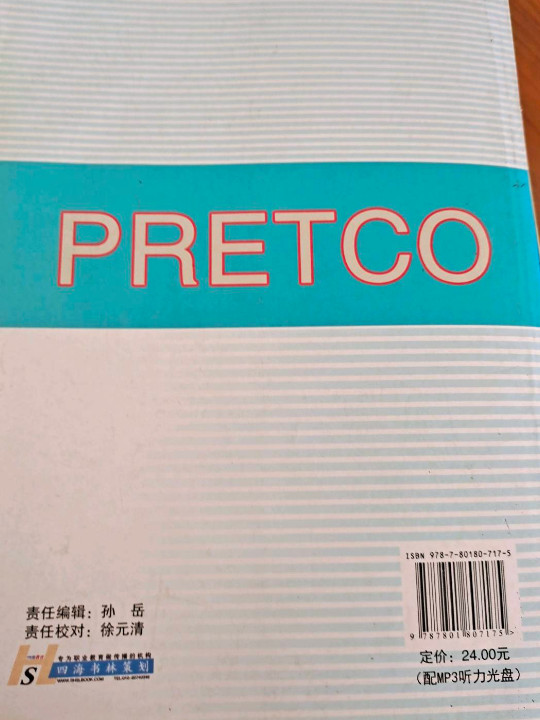 PRETCO
ISBN 978-7-80180-717-5
9 787801 807175>
定价: 24.00元
(配MP3听力光盘)
责任编辑: 孙 岳
责任校对: 徐元清
四海书林策划